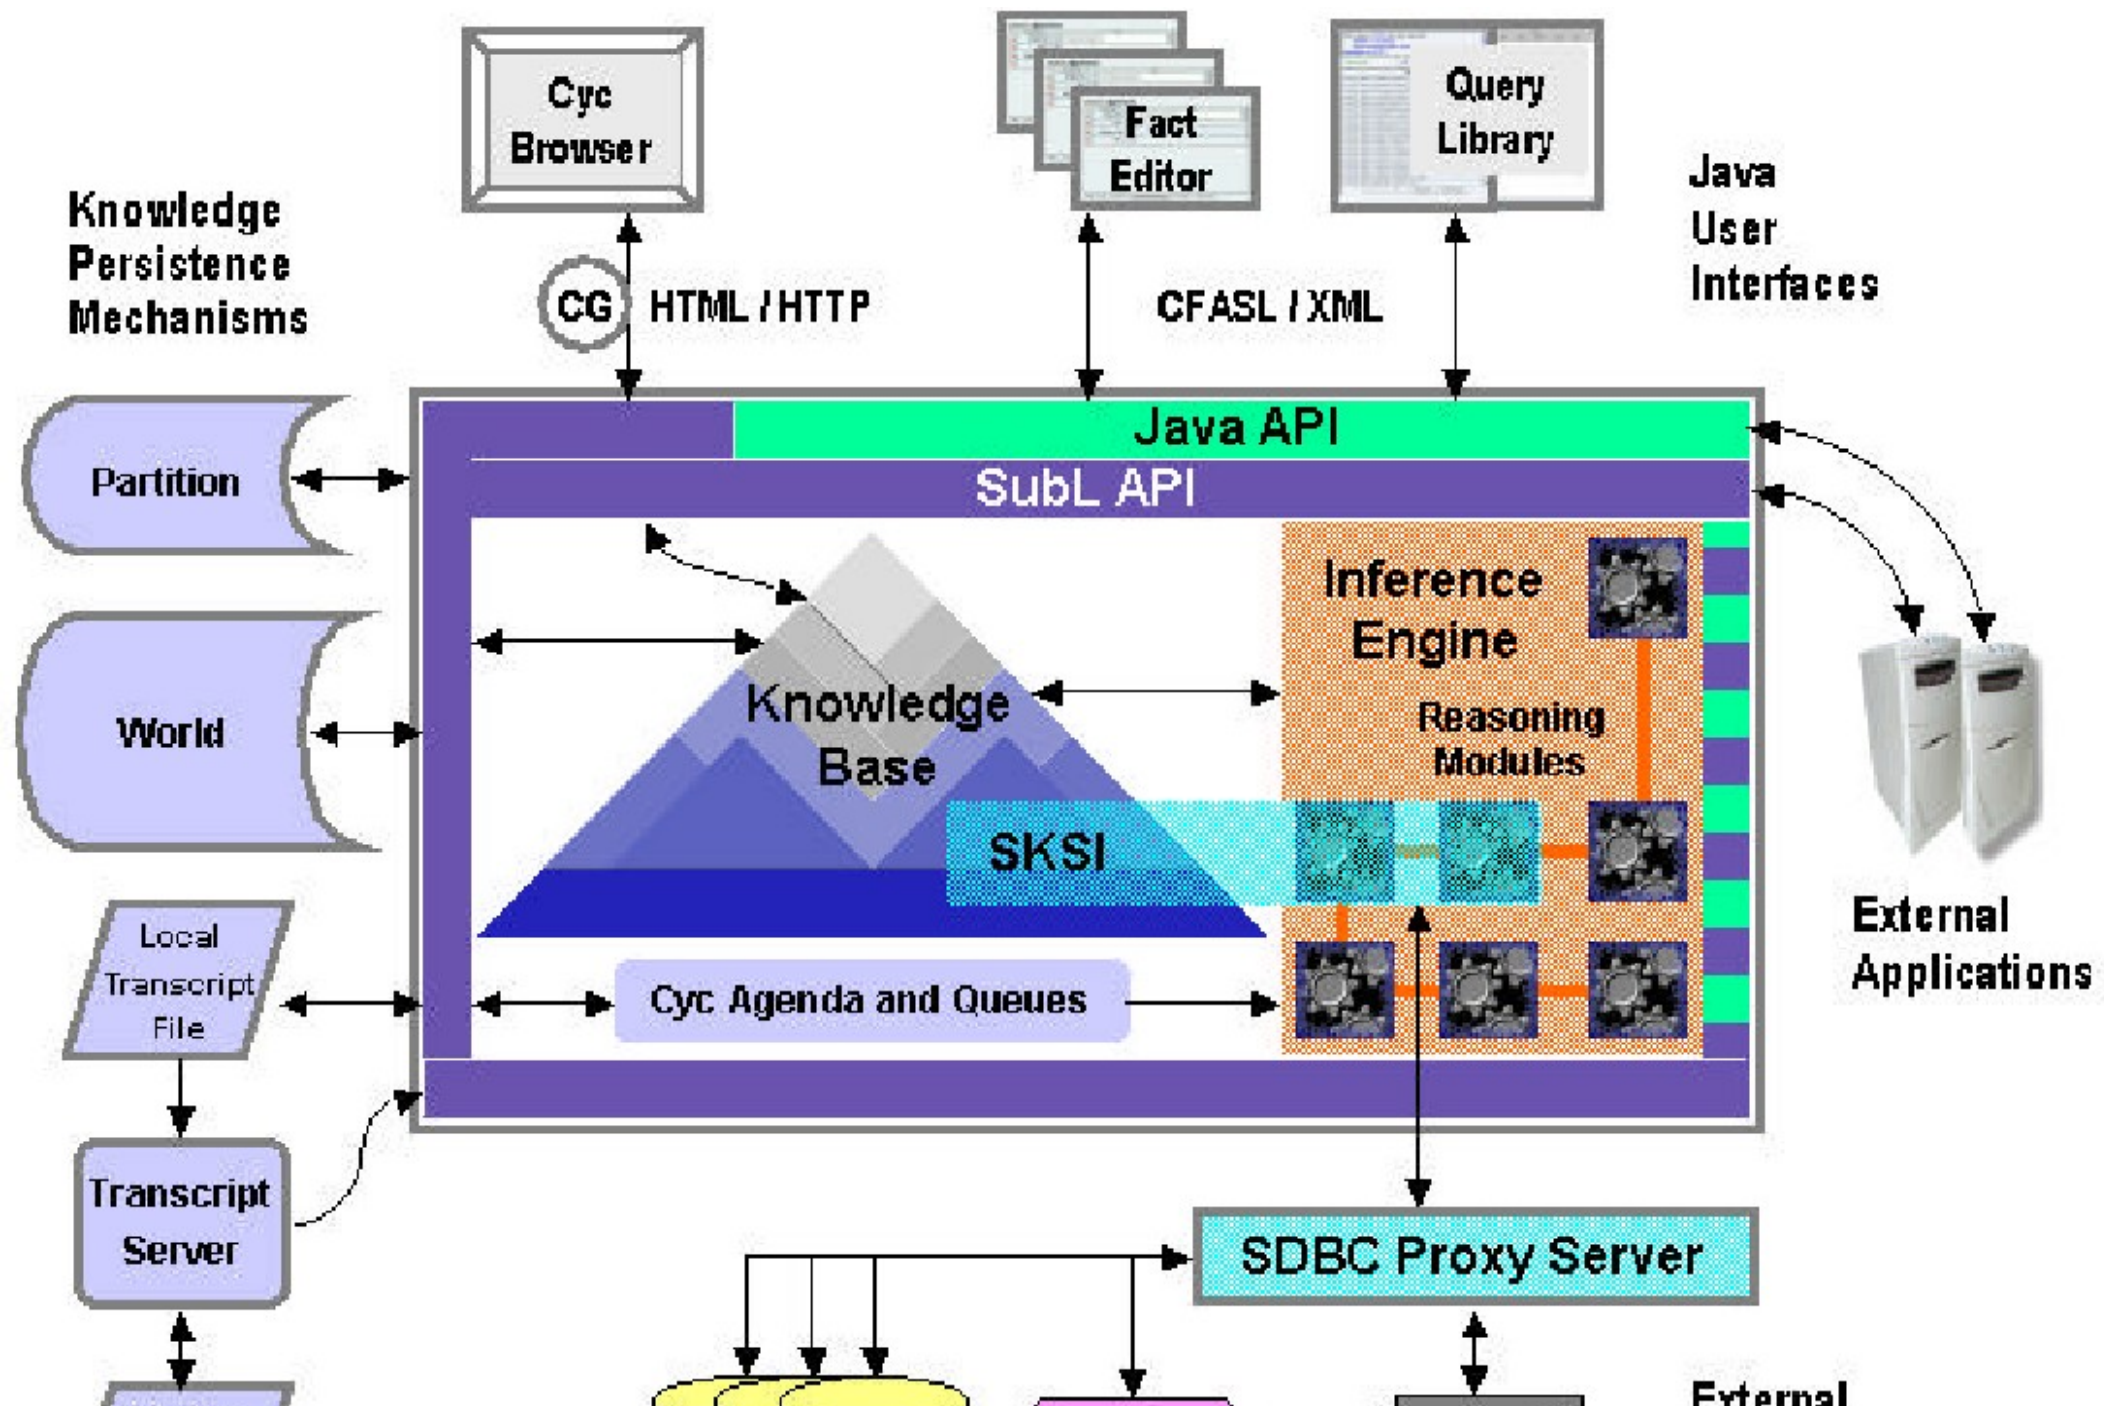 Cyc
Browser
Fact
Editor
Query
Library
Java
User
Interfaces
Knowledge
Persistence
Mechanisms
CG
HTML / HTTP
CFASL / XML
Java API
SubL API
Partition
Inference
Engine
Reasoning
Modules
Knowledge
Base
World
SKSI
External
Applications
Local
Transcript
File
Cyc Agenda and Queues
Transcript
Server
SDBC Proxy Server
External